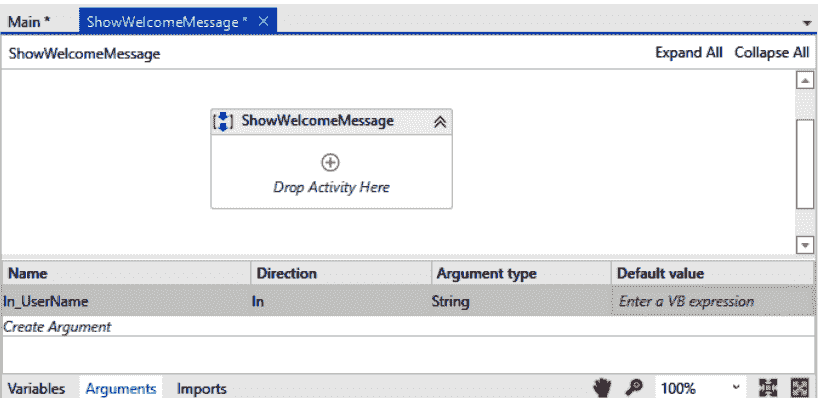 Main * ShowWelcomeMessage * ×
ShowWelcomeMessage Expand All Collapse All
ShowWelcomeMessage
Drop Activity Here
Name Direction Argument type Default value
In_UserName In String Enter a VB expression
Create Argument
Variables Arguments Imports 100%